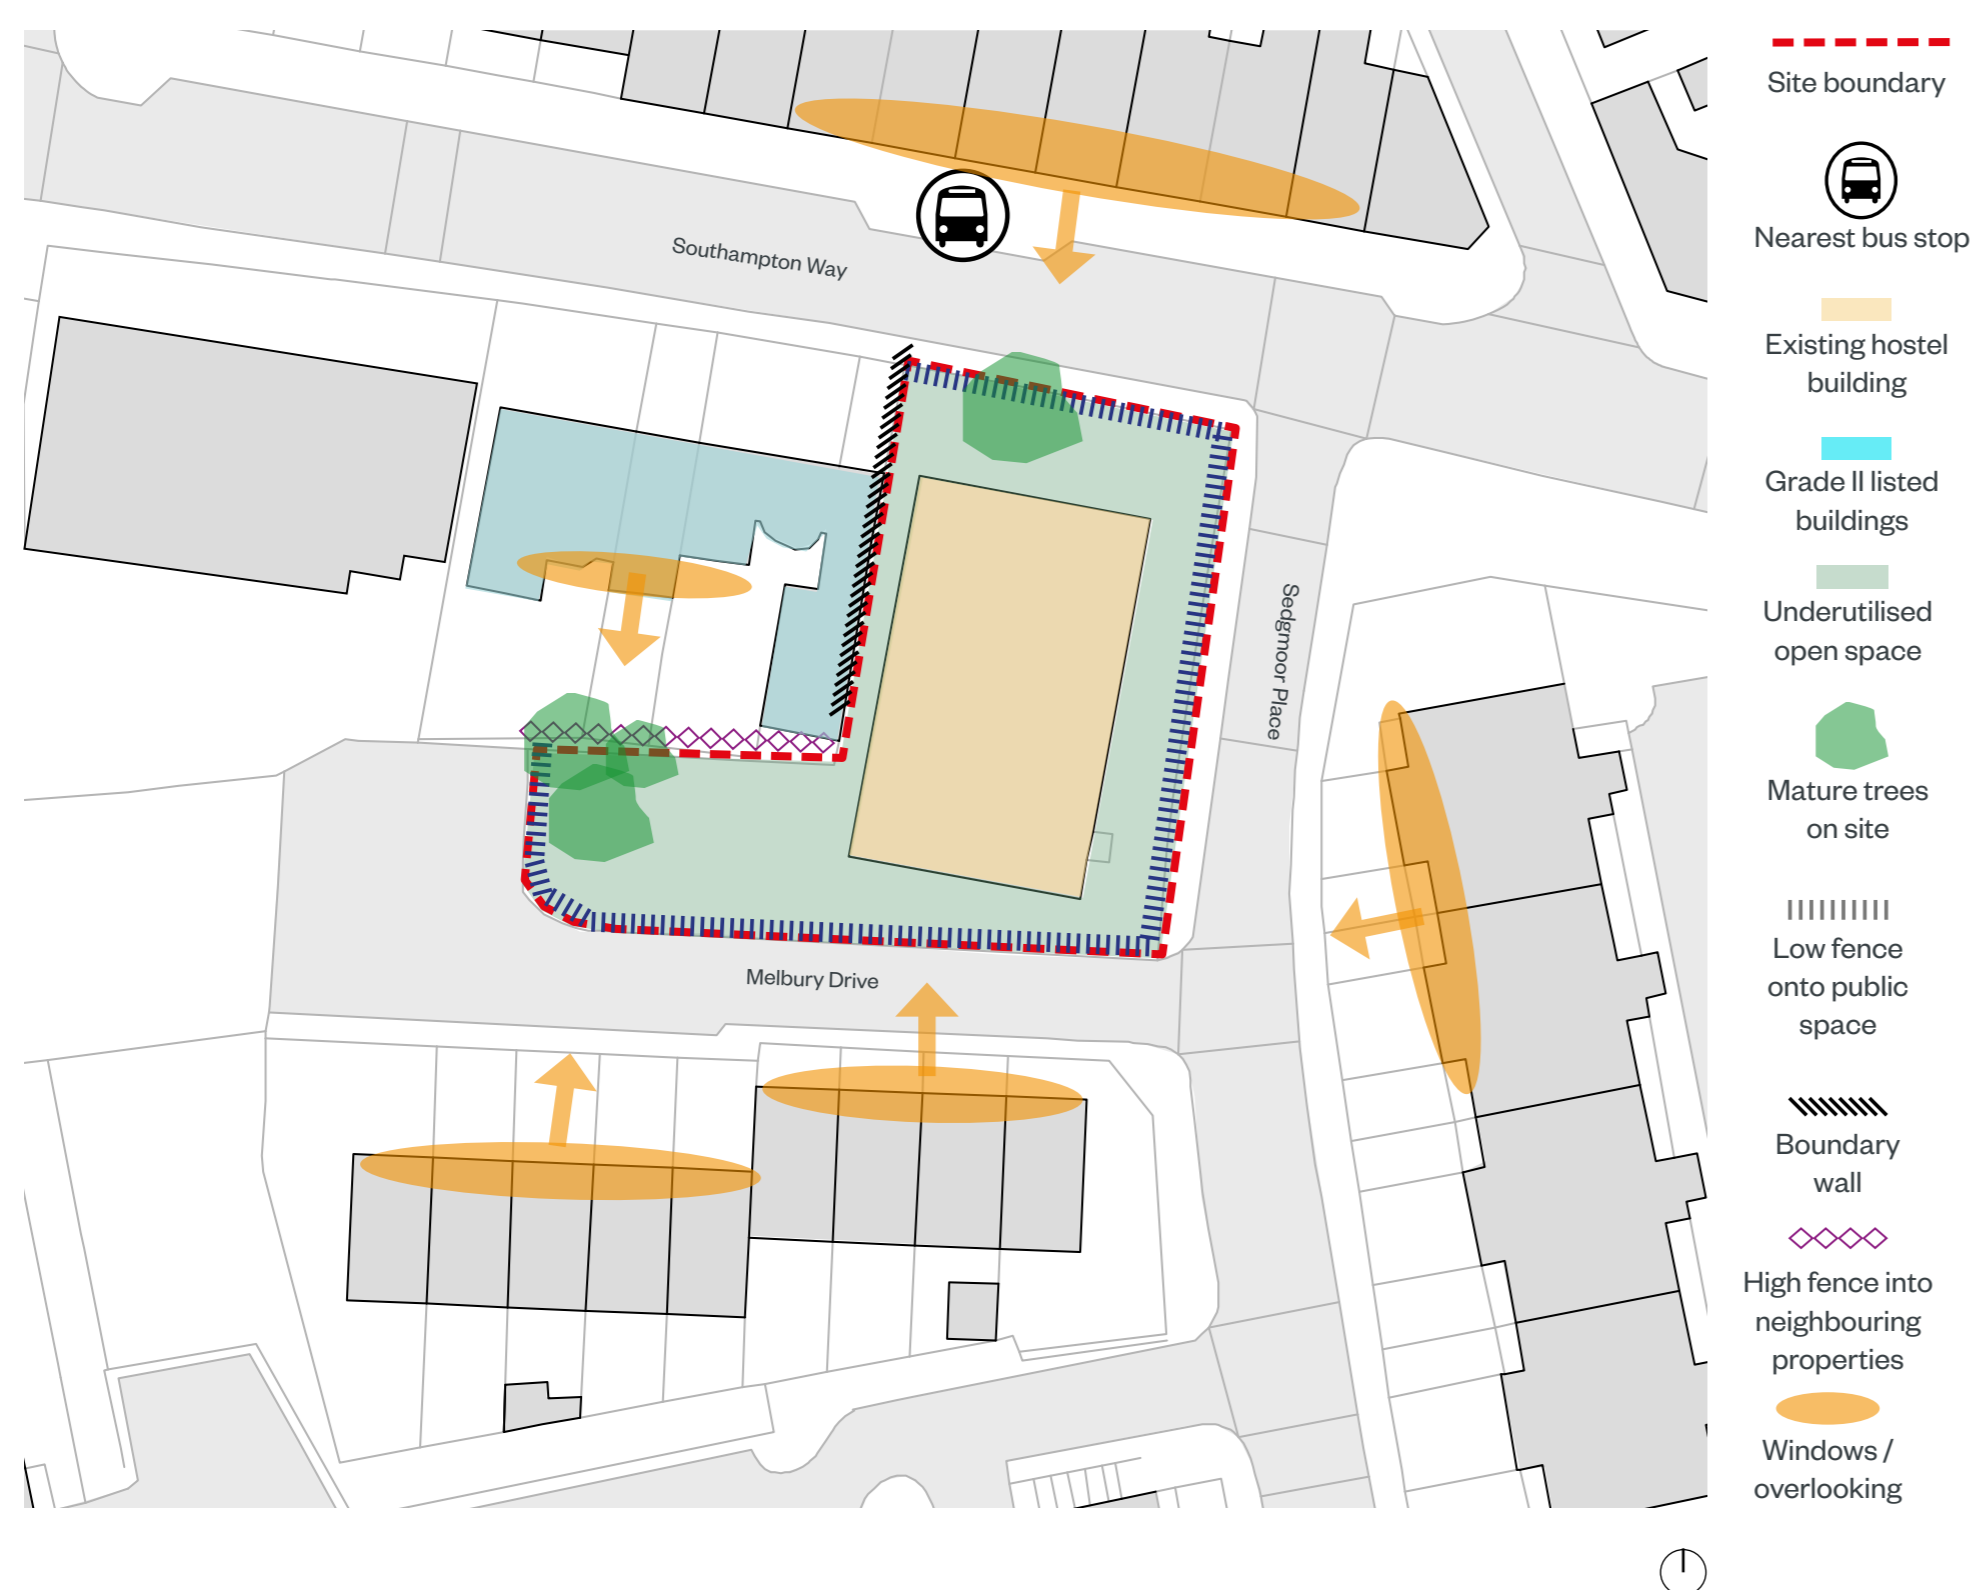 Southampton Way
Sedgmoor Place
Melbury Drive
Site boundary
Nearest bus stop
Existing hostel
building
Grade II listed
buildings
Underutilised
open space
Mature trees
on site
Low fence
onto public
space
Boundary
wall
High fence into
neighbouring
properties
Windows /
overlooking